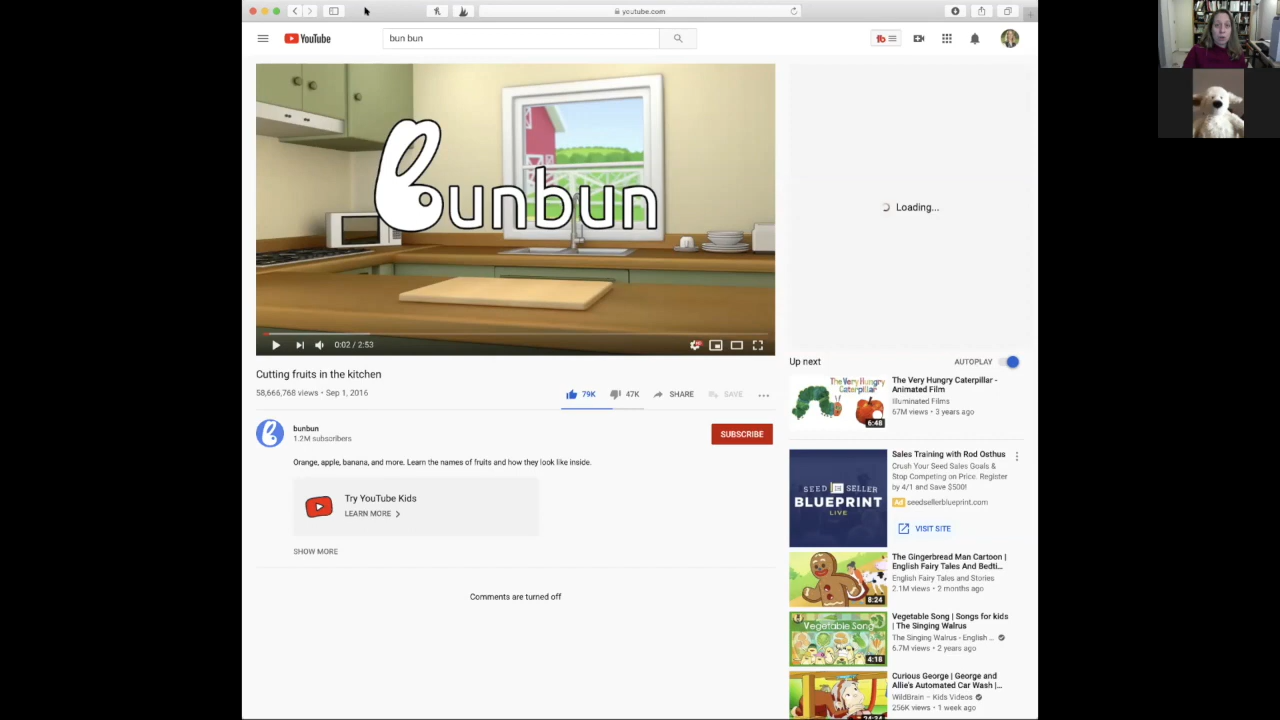 youtube.com
YouTube
bun bun
bunbun
0:02 / 2:53
Cutting fruits in the kitchen
58,666,768 views • Sep 1, 2016
79K
47K
SHARE
SAVE
bunbun
1.2M subscribers
SUBSCRIBE
Orange, apple, banana, and more. Learn the names of fruits and how they look like inside.
Try YouTube Kids
LEARN MORE
SHOW MORE
Comments are turned off
Loading...
Up next
AUTOPLAY
The Very Hungry Caterpillar
6:48
The Very Hungry Caterpillar -
Animated Film
Illuminated Films
67M views • 3 years ago
SEED SELLER
BLUEPRINT
LIVE
Sales Training with Rod Osthus
Crush Your Seed Sales Goals &
Stop Competing on Price. Register
by 4/1 and Save $500!
Ad seedsellerblueprint.com
VISIT SITE
8:24
The Gingerbread Man Cartoon |
English Fairy Tales And Bedti...
English Fairy Tales and Stories
2.1M views • 2 months ago
Vegetable Song
4:18
Vegetable Song | Songs for kids
| The Singing Walrus
The Singing Walrus - English ...
6.7M views • 2 years ago
24:24
Curious George | George and
Allie's Automated Car Wash |...
WildBrain – Kids Videos
256K views • 1 week ago